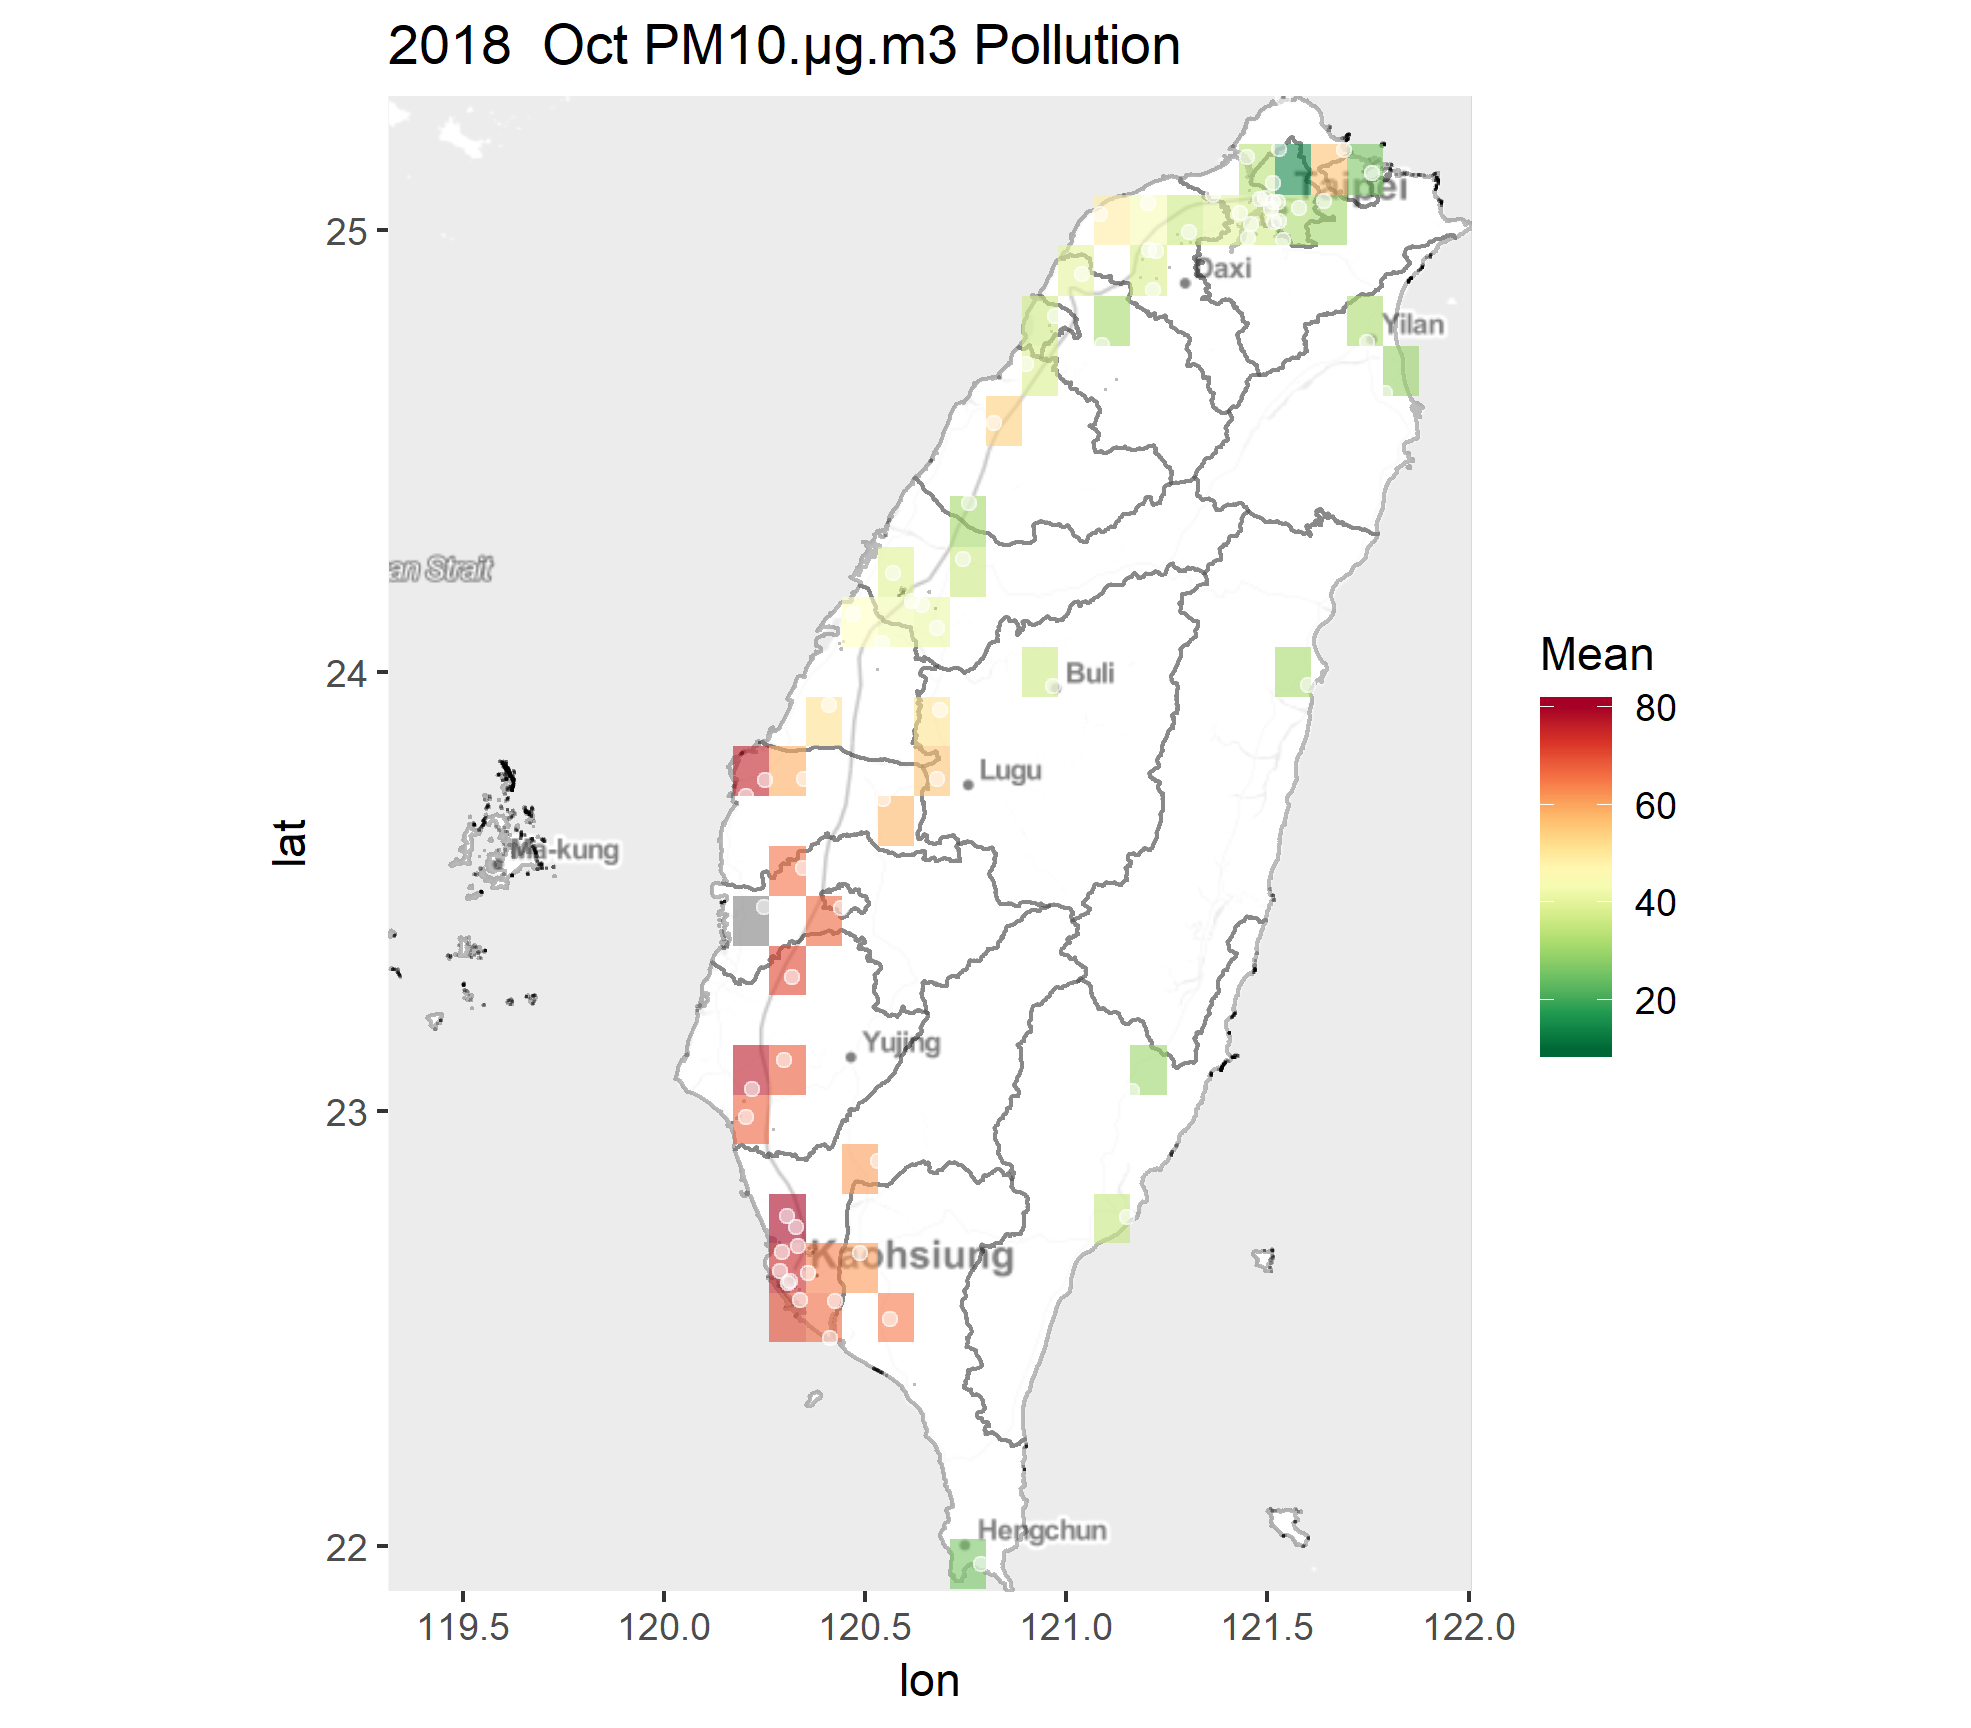 2018  Oct PM10.µg.m3 Pollution
25
24
23
22
lat
119.5
120.0
120.5
121.0
121.5
122.0
lon
Taipei
Daxi
Yilan
an Strait
Buli
Lugu
Ma-kung
Yujing
Kaohsiung
Hengchun
Mean
80
60
40
20